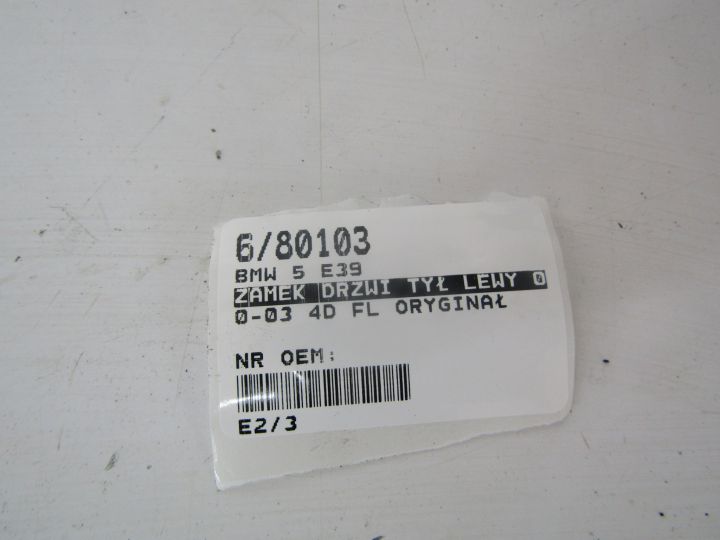 6/80103
BMW 5 E39
ZAMEK DRZWI TYŁ LEWY 0
0-03 4D FL ORYGINAŁ
NR OEM:
E2/3